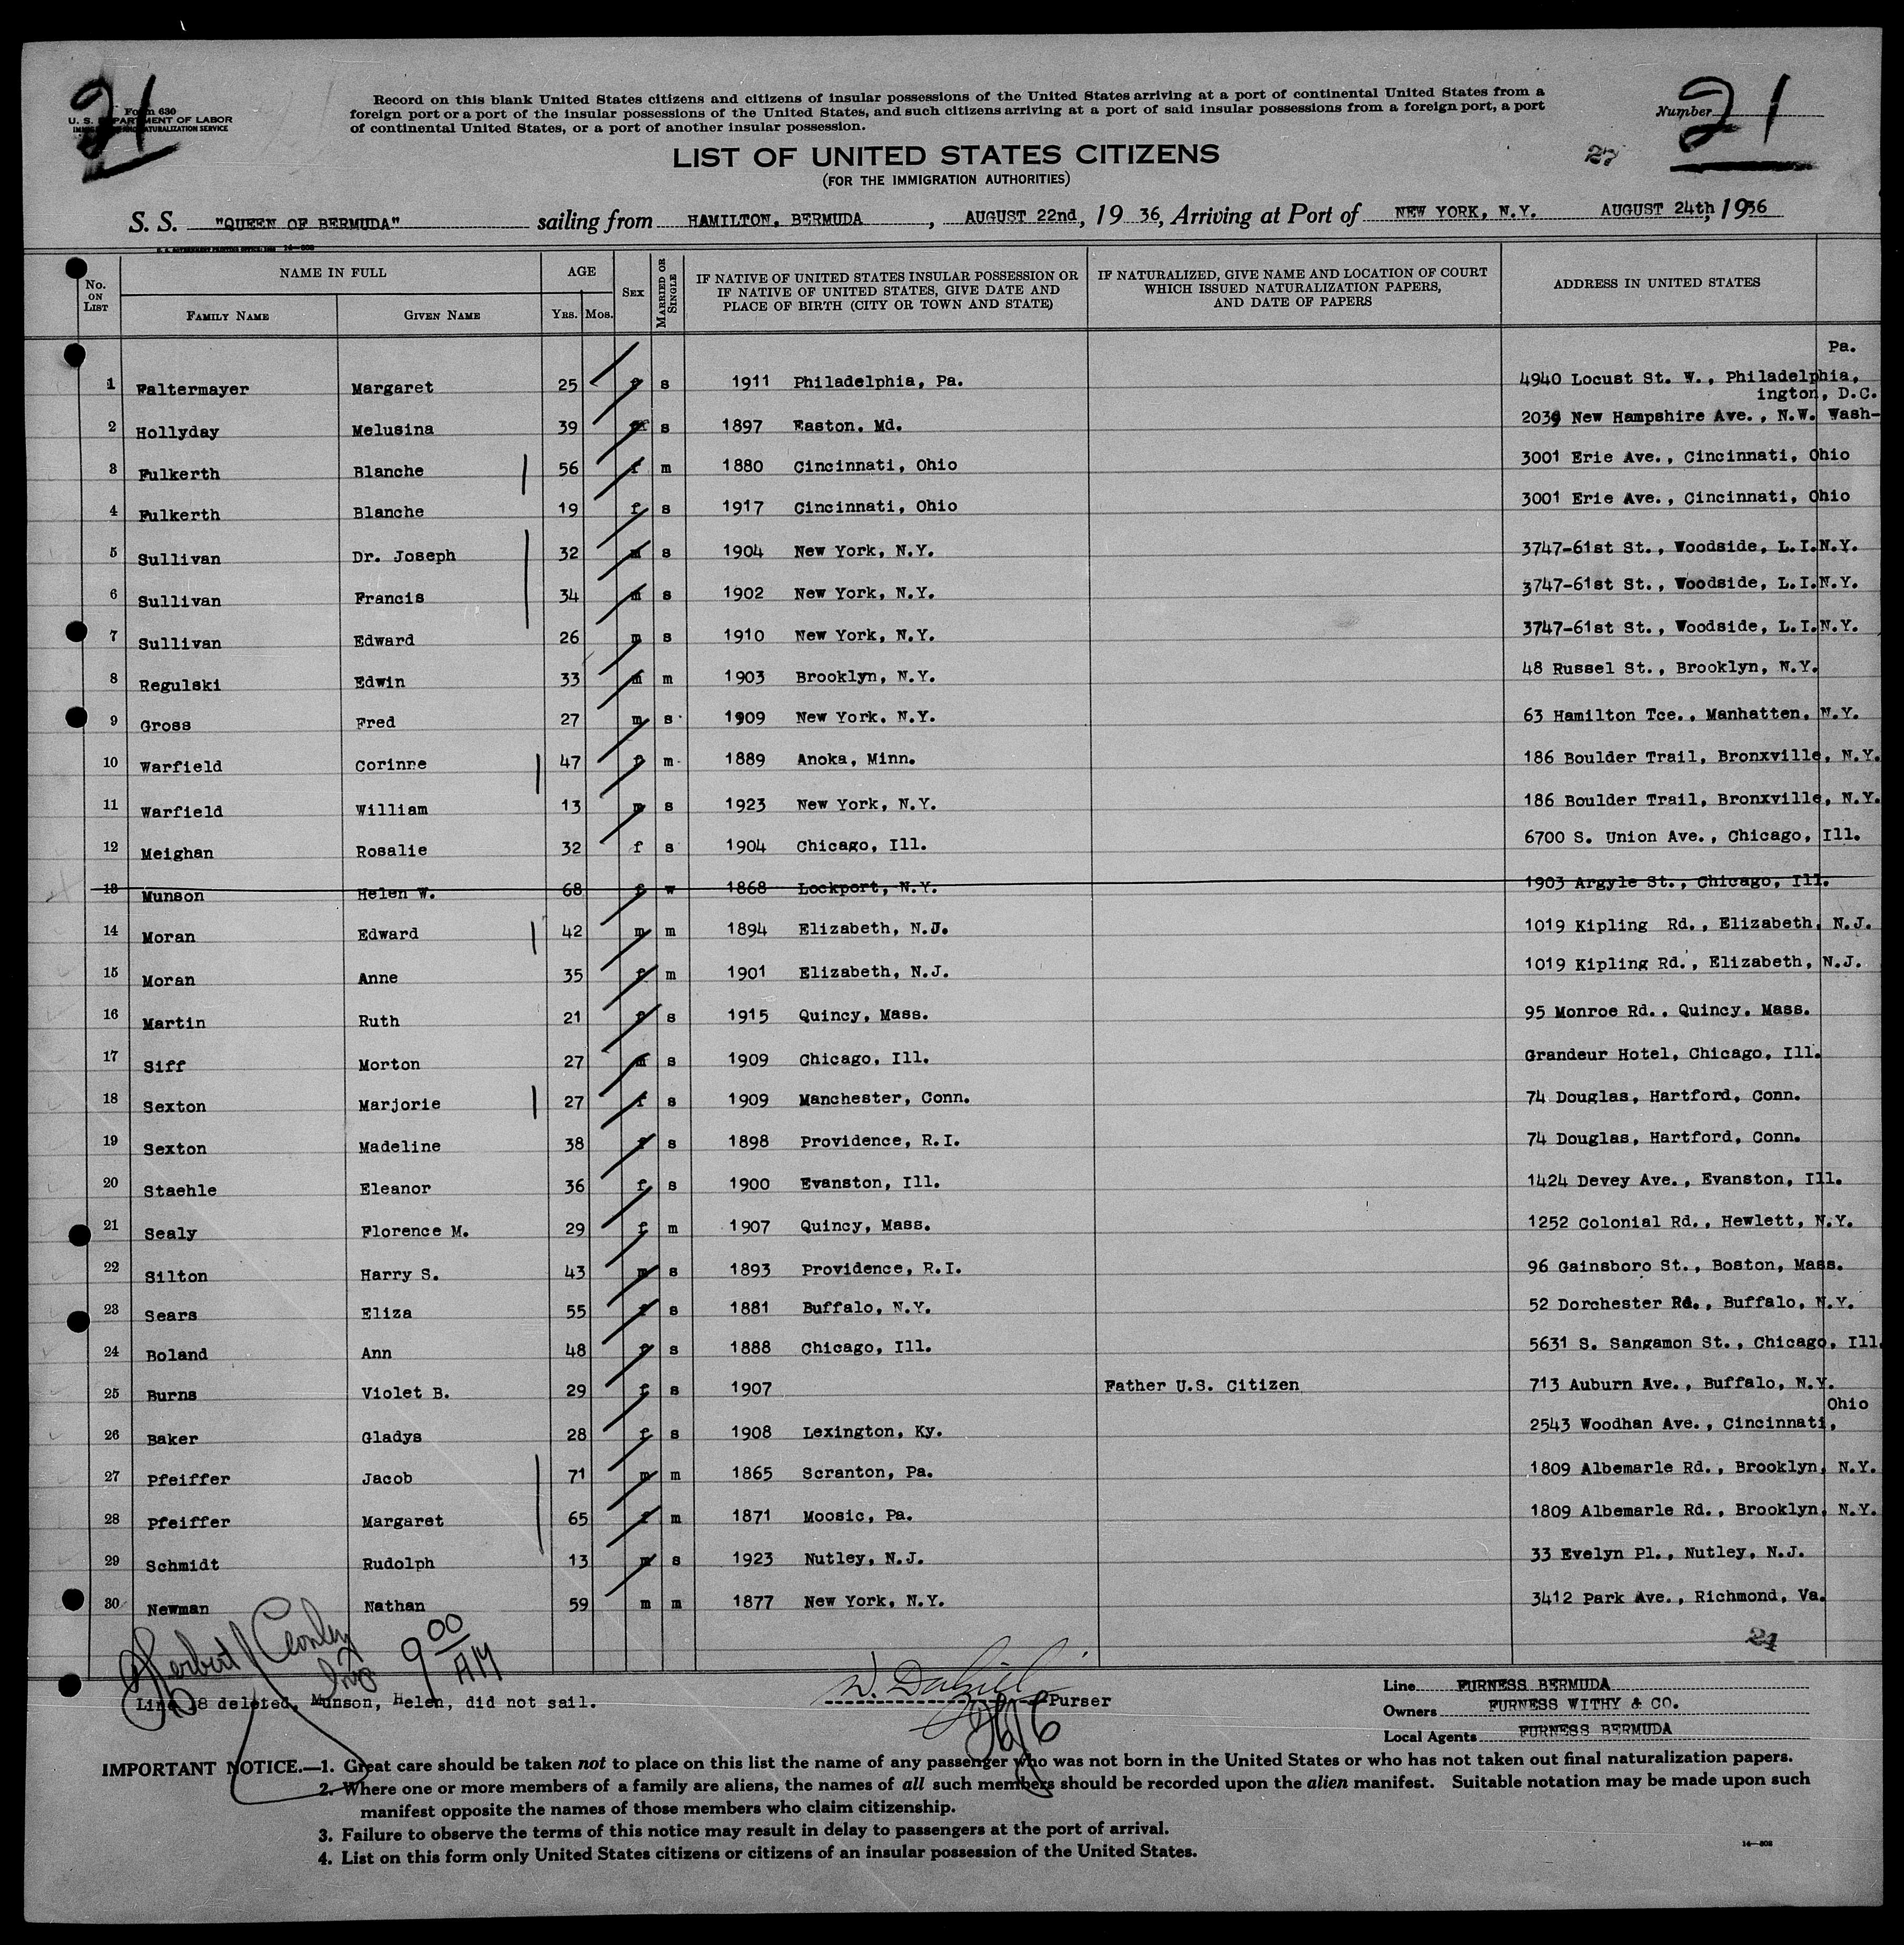 21
Form 630
U. S. DEPARTMENT OF LABOR
IMMIGRATION AND NATURALIZATION SERVICE
Record on this blank United States citizens and citizens of insular possessions of the United States arriving at a port of continental United States from a
foreign port or a port of the insular possessions of the United States, and such citizens arriving at a port of said insular possessions from a foreign port, a port
of continental United States, or a port of another insular possession.
Number 21
27
LIST OF UNITED STATES CITIZENS
(FOR THE IMMIGRATION AUTHORITIES)
S. S. "QUEEN OF BERMUDA" sailing from HAMILTON, BERMUDA, AUGUST 22nd, 19 36, Arriving at Port of NEW YORK, N.Y. AUGUST 24th, 1936
No. ON LIST NAME IN FULL AGE SEX MARRIED OR SINGLE IF NATIVE OF UNITED STATES INSULAR POSSESSION OR IF NATIVE OF UNITED STATES, GIVE DATE AND PLACE OF BIRTH (CITY OR TOWN AND STATE) IF NATURALIZED, GIVE NAME AND LOCATION OF COURT WHICH ISSUED NATURALIZATION PAPERS, AND DATE OF PAPERS ADDRESS IN UNITED STATES
FAMILY NAME GIVEN NAME YRS. MOS.
Pa.
1 Faltermayer Margaret 25 f s 1911 Philadelphia, Pa. 4940 Locust St. W., Philadelphia,
ington, D.C.
2 Hollyday Melusina 39 f s 1897 Easton. Md. 2039 New Hampshire Ave., N.W. Wash-
3 Fulkerth Blanche 56 f m 1880 Cincinnati, Ohio 3001 Erie Ave., Cincinnati, Ohio
4 Fulkerth Blanche 19 f s 1917 Cincinnati, Ohio 3001 Erie Ave., Cincinnati, Ohio
5 Sullivan Dr. Joseph 32 m s 1904 New York, N.Y. 3747-61st St., Woodside, L.I.N.Y.
6 Sullivan Francis 34 m s 1902 New York, N.Y. 3747-61st St., Woodside, L.I.N.Y.
7 Sullivan Edward 26 m s 1910 New York, N.Y. 3747-61st St., Woodside, L.I.N.Y.
8 Regulski Edwin 33 m m 1903 Brooklyn, N.Y. 48 Russel St., Brooklyn, N.Y.
9 Gross Fred 27 m s 1909 New York, N.Y. 63 Hamilton Tce., Manhatten, N.Y.
10 Warfield Corinne 47 f m 1889 Anoka, Minn. 186 Boulder Trail, Bronxville, N.Y.
11 Warfield William 13 m s 1923 New York, N.Y. 186 Boulder Trail, Bronxville, N.Y.
12 Meighan Rosalie 32 f s 1904 Chicago, Ill. 6700 S. Union Ave., Chicago, Ill.
13 Munson Helen W. 68 f w 1868 Lockport, N.Y. 1903 Argyle St., Chicago, Ill.
14 Moran Edward 42 m m 1894 Elizabeth, N.J. 1019 Kipling Rd., Elizabeth, N.J.
15 Moran Anne 35 f m 1901 Elizabeth, N.J. 1019 Kipling Rd., Elizabeth, N.J.
16 Martin Ruth 21 f s 1915 Quincy, Mass. 95 Monroe Rd., Quincy, Mass.
17 Siff Morton 27 m s 1909 Chicago, Ill. Grandeur Hotel, Chicago, Ill.
18 Sexton Marjorie 27 f s 1909 Manchester, Conn. 74 Douglas, Hartford, Conn.
19 Sexton Madeline 38 f s 1898 Providence, R.I. 74 Douglas, Hartford, Conn.
20 Staehle Eleanor 36 f s 1900 Evanston, Ill. 1424 Devey Ave., Evanston, Ill.
21 Sealy Florence M. 29 f m 1907 Quincy, Mass. 1252 Colonial Rd., Hewlett, N.Y.
22 Silton Harry S. 43 m s 1893 Providence, R.I. 96 Gainsboro St., Boston, Mass.
23 Sears Eliza 55 f s 1881 Buffalo, N.Y. 52 Dorchester Rd., Buffalo, N.Y.
24 Boland Ann 48 f s 1888 Chicago, Ill. 5631 S. Sangamon St., Chicago, Ill.
25 Burns Violet B. 29 f s 1907 Father U.S. Citizen 713 Auburn Ave., Buffalo, N.Y.
Ohio
26 Baker Gladys 28 f s 1908 Lexington, Ky. 2543 Woodhan Ave., Cincinnati,
27 Pfeiffer Jacob 71 m m 1865 Scranton, Pa. 1809 Albemarle Rd., Brooklyn, N.Y.
28 Pfeiffer Margaret 65 f m 1871 Moosic, Pa. 1809 Albemarle Rd., Brooklyn, N.Y.
29 Schmidt Rudolph 13 m s 1923 Nutley, N.J. 33 Evelyn Pl., Nutley, N.J.
30 Newman Nathan 59 m m 1877 New York, N.Y. 3412 Park Ave., Richmond, Va.
9 00 AM
Line 8 deleted, Munson, Helen, did not sail.
Purser
Line FURNESS BERMUDA
Owners FURNESS WITHY & CO.
Local Agents FURNESS BERMUDA
IMPORTANT NOTICE.—1. Great care should be taken not to place on this list the name of any passenger who was not born in the United States or who has not taken out final naturalization papers.
2. Where one or more members of a family are aliens, the names of all such members should be recorded upon the alien manifest. Suitable notation may be made upon such
manifest opposite the names of those members who claim citizenship.
3. Failure to observe the terms of this notice may result in delay to passengers at the port of arrival.
4. List on this form only United States citizens or citizens of an insular possession of the United States.